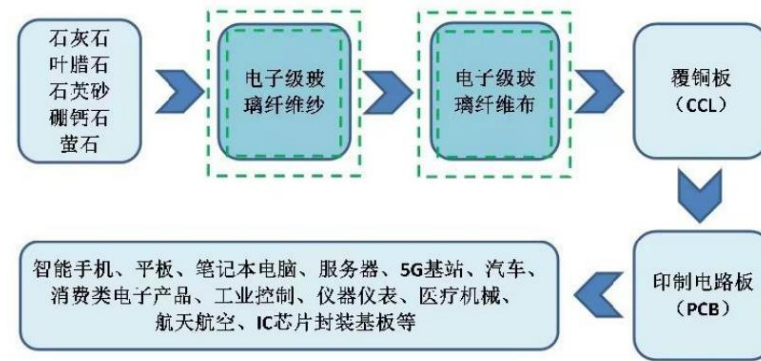 石灰石
叶腊石
石英砂
硼钙石
萤石
电子级玻
璃纤维纱
电子级玻
璃纤维布
覆铜板
（CCL）
印制电路板
（PCB）
智能手机、平板、笔记本电脑、服务器、5G基站、汽车、
消费类电子产品、工业控制、仪器仪表、医疗机械、
航天航空、IC芯片封装基板等